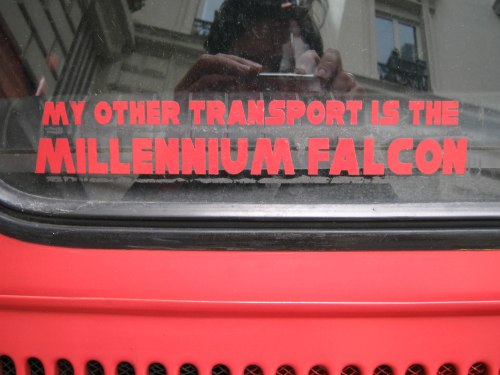 MY OTHER TRANSPORT IS THE
MILLENNIUM FALCON